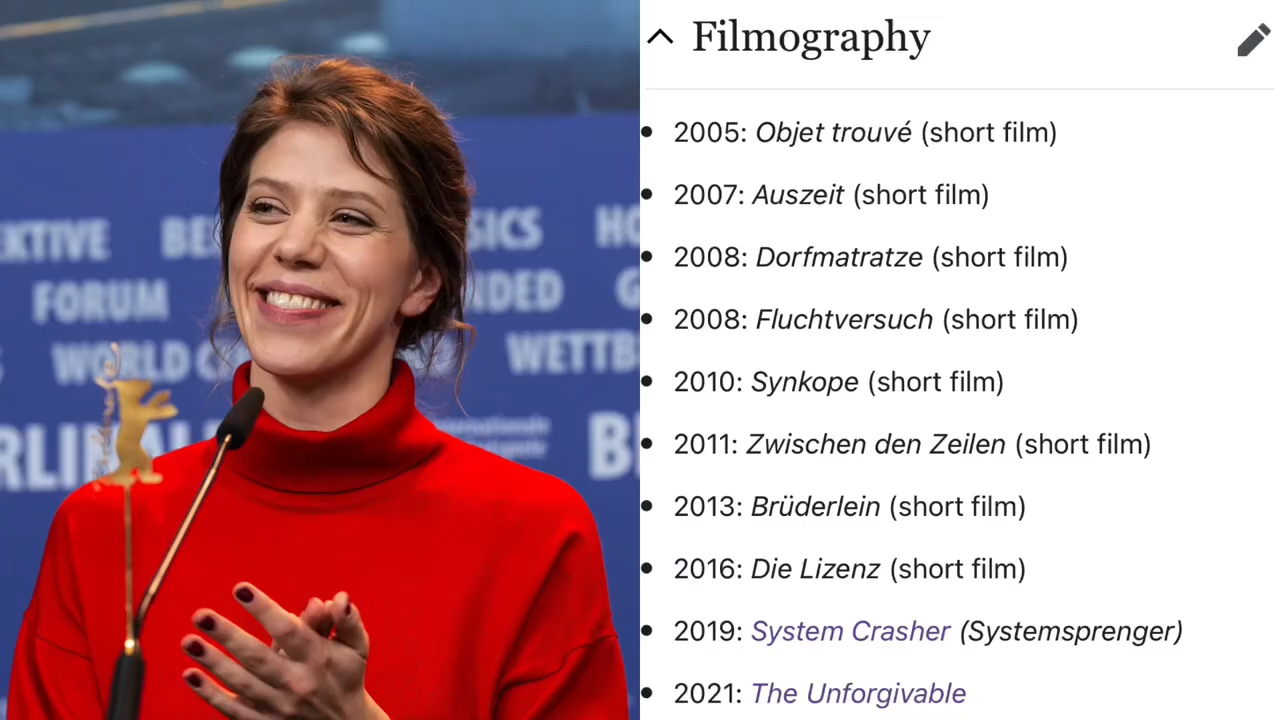 EKTIVE
FORUM
WORLD C
WETTB
Filmography
2005: Objet trouvé (short film)
2007: Auszeit (short film)
2008: Dorfmatratze (short film)
2008: Fluchtversuch (short film)
2010: Synkope (short film)
2011: Zwischen den Zeilen (short film)
2013: Brüderlein (short film)
2016: Die Lizenz (short film)
2019: System Crasher (Systemsprenger)
2021: The Unforgivable